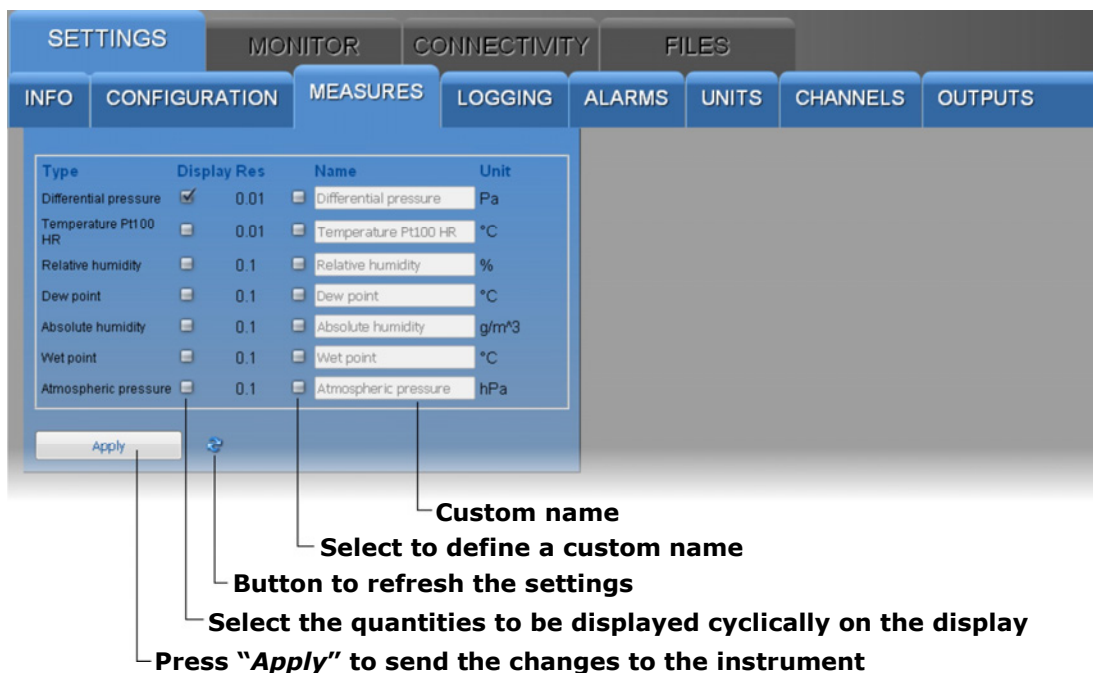 SETTINGS MONITOR CONNECTIVITY FILES
INFO CONFIGURATION MEASURES LOGGING ALARMS UNITS CHANNELS OUTPUTS
Type Display Res Name Unit
Differential pressure 0.01 Differential pressure Pa
Temperature Pt100 HR 0.01 Temperature Pt100 HR °C
Relative humidity 0.1 Relative humidity %
Dew point 0.1 Dew point °C
Absolute humidity 0.1 Absolute humidity g/m^3
Wet point 0.1 Wet point °C
Atmospheric pressure 0.1 Atmospheric pressure hPa
Apply
Custom name
Select to define a custom name
Button to refresh the settings
Select the quantities to be displayed cyclically on the display
Press “Apply” to send the changes to the instrument